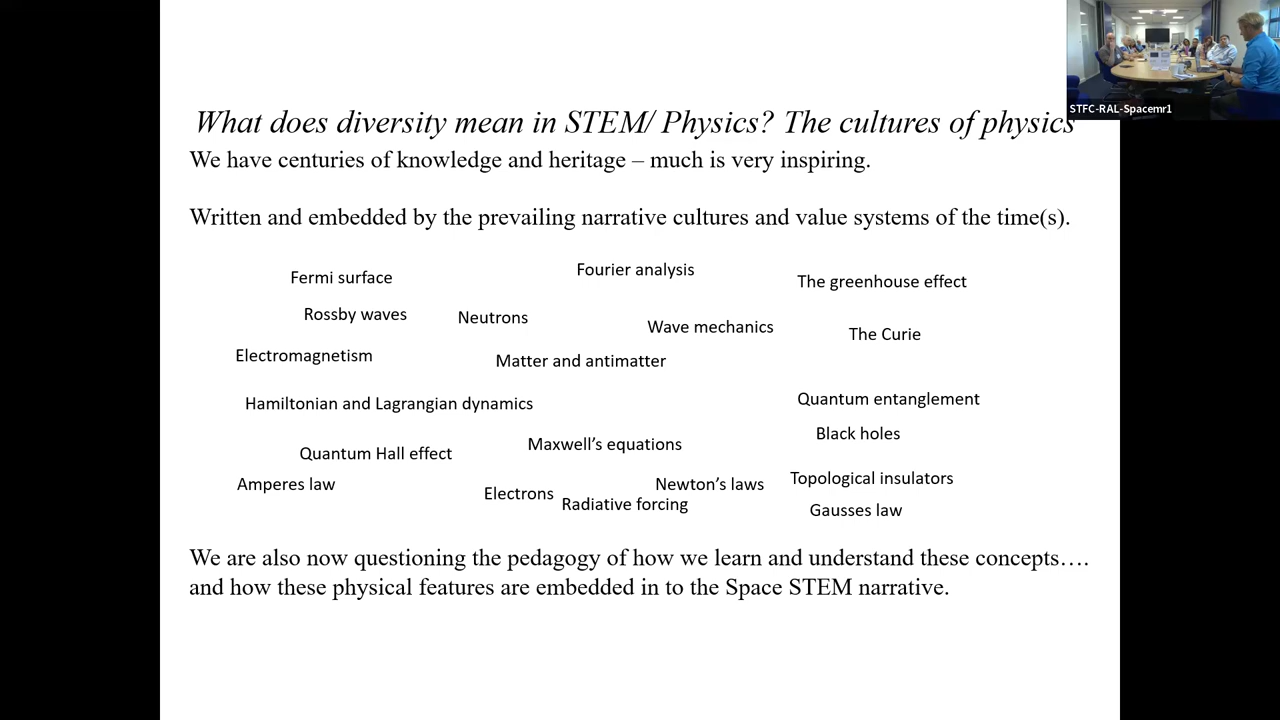 STFC-RAL-Spacemr1
What does diversity mean in STEM/ Physics? The cultures of physics
We have centuries of knowledge and heritage – much is very inspiring.
Written and embedded by the prevailing narrative cultures and value systems of the time(s).
Fermi surface
Fourier analysis
The greenhouse effect
Rossby waves
Neutrons
Wave mechanics
The Curie
Electromagnetism
Matter and antimatter
Hamiltonian and Lagrangian dynamics
Quantum entanglement
Black holes
Quantum Hall effect
Maxwell’s equations
Amperes law
Electrons
Newton’s laws
Topological insulators
Radiative forcing
Gausses law
We are also now questioning the pedagogy of how we learn and understand these concepts….
and how these physical features are embedded in to the Space STEM narrative.